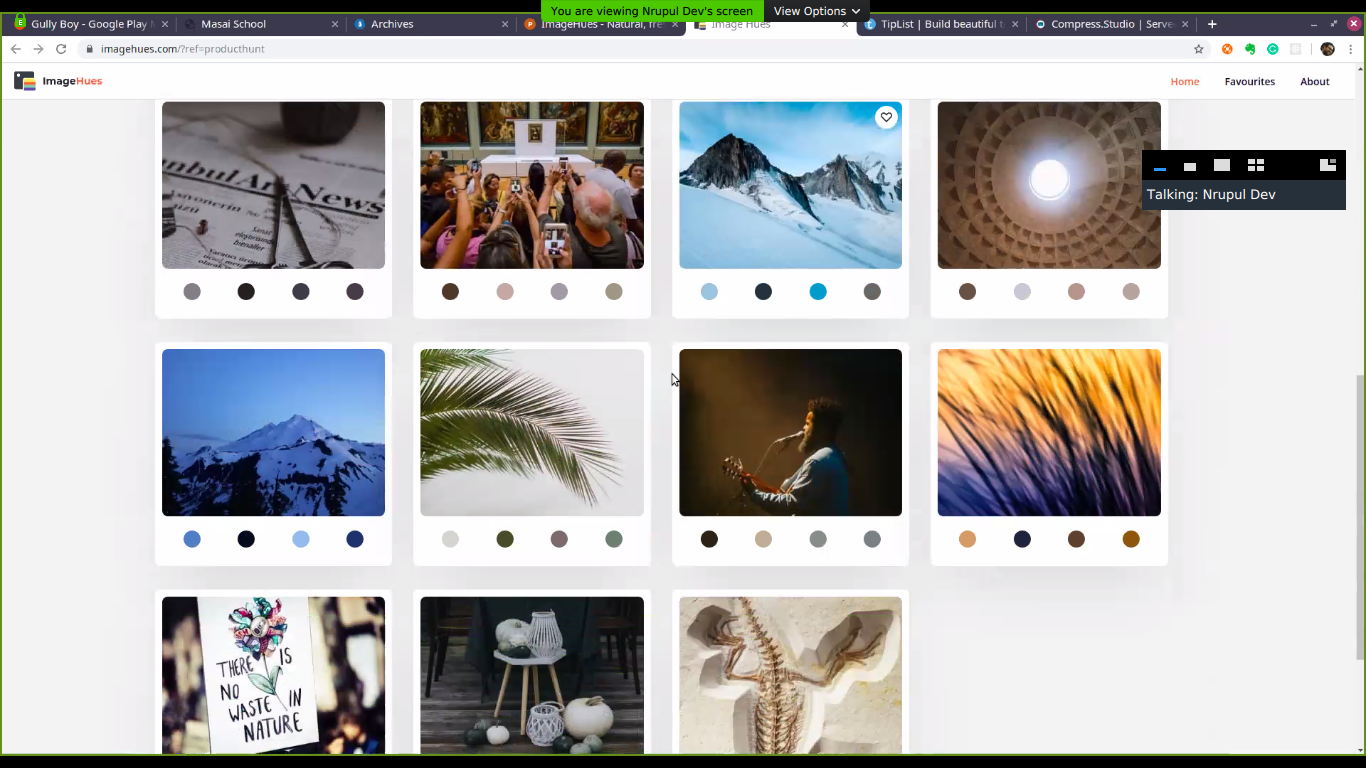 You are viewing Nrupul Dev's screen
View Options
Gully Boy - Google Play
Masai School
Archives
ImageHues - Natural, fre
Image Hues
TipList | Build beautiful t
Compress.Studio | Serve
imagehues.com/?ref=producthunt
ImageHues
Home
Favourites
About
Talking: Nrupul Dev
nbul Art News
THERE IS
NO
WASTE IN
NATURE